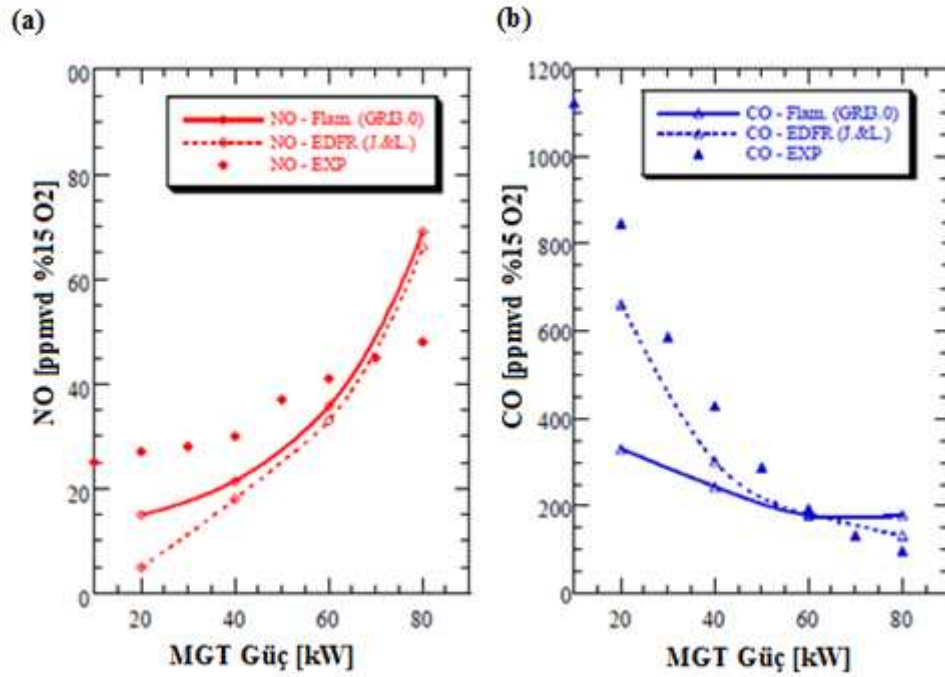 (a)
(b)
NO [ppmvd %15 O2]
00
80
60
40
20
0
NO - Flam. (GRI3.0)
NO - EDFR (J.&L.)
NO - EXP
20 40 60 80
MGT Güç [kW]
CO [ppmvd %15 O2]
1200
1000
800
600
400
200
0
CO - Flam. (GRI3.0)
CO - EDFR (J.&L.)
CO - EXP
20 40 60 80
MGT Güç [kW]